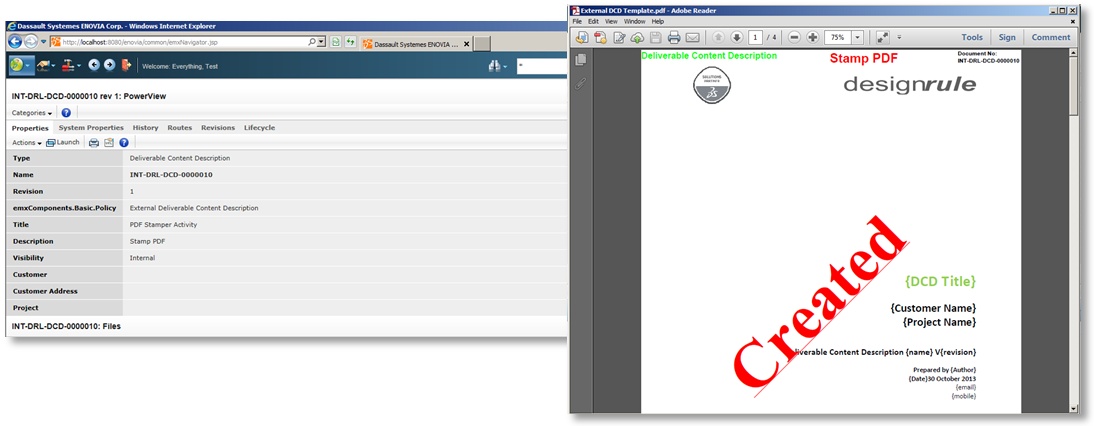 Dassault Systemes ENOVIA Corp. - Windows Internet Explorer
http://localhost:8080/enovia/common/emxNavigator.jsp
Dassault Systemes ENOVIA ...
Welcome: Everything, Test
INT-DRL-DCD-0000010 rev 1: PowerView
Categories
Properties System Properties History Routes Revisions Lifecycle
Actions Launch
Type Deliverable Content Description
Name INT-DRL-DCD-0000010
Revision 1
emxComponents.Basic.Policy External Deliverable Content Description
Title PDF Stamper Activity
Description Stamp PDF
Visibility Internal
Customer
Customer Address
Project
INT-DRL-DCD-0000010: Files
External DCD Template.pdf - Adobe Reader
File Edit View Window Help
1 / 4 75% Tools Sign Comment
Deliverable Content Description Stamp PDF Document No:
INT-DRL-DCD-0000010
SOLUTIONS
designrule
Created
{DCD Title}
{Customer Name}
{Project Name}
liverable Content Description {name} V{revision}
Prepared by {Author}
{Date}30 October 2013
{email}
{mobile}